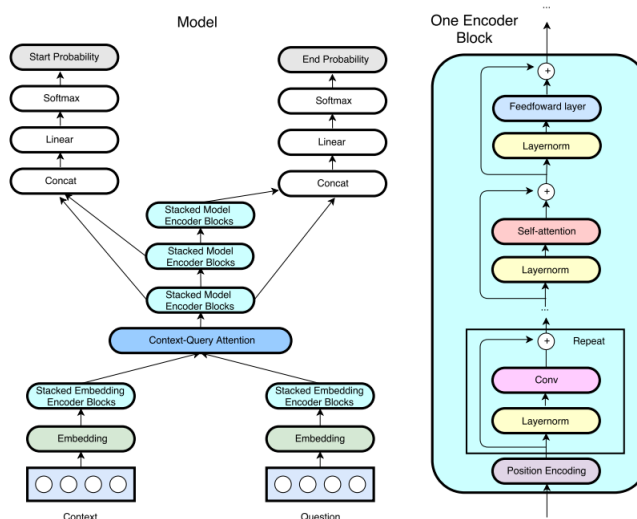 Model
Start Probability
Softmax
Linear
Concat
End Probability
Softmax
Linear
Concat
Stacked Model
Encoder Blocks
Stacked Model
Encoder Blocks
Stacked Model
Encoder Blocks
Context-Query Attention
Stacked Embedding
Encoder Blocks
Stacked Embedding
Encoder Blocks
Embedding
Embedding
Context
Question
One Encoder
Block
...
+
Feedfoward layer
Layernorm
+
Self-attention
Layernorm
...
+
Repeat
Conv
Layernorm
Position Encoding
...